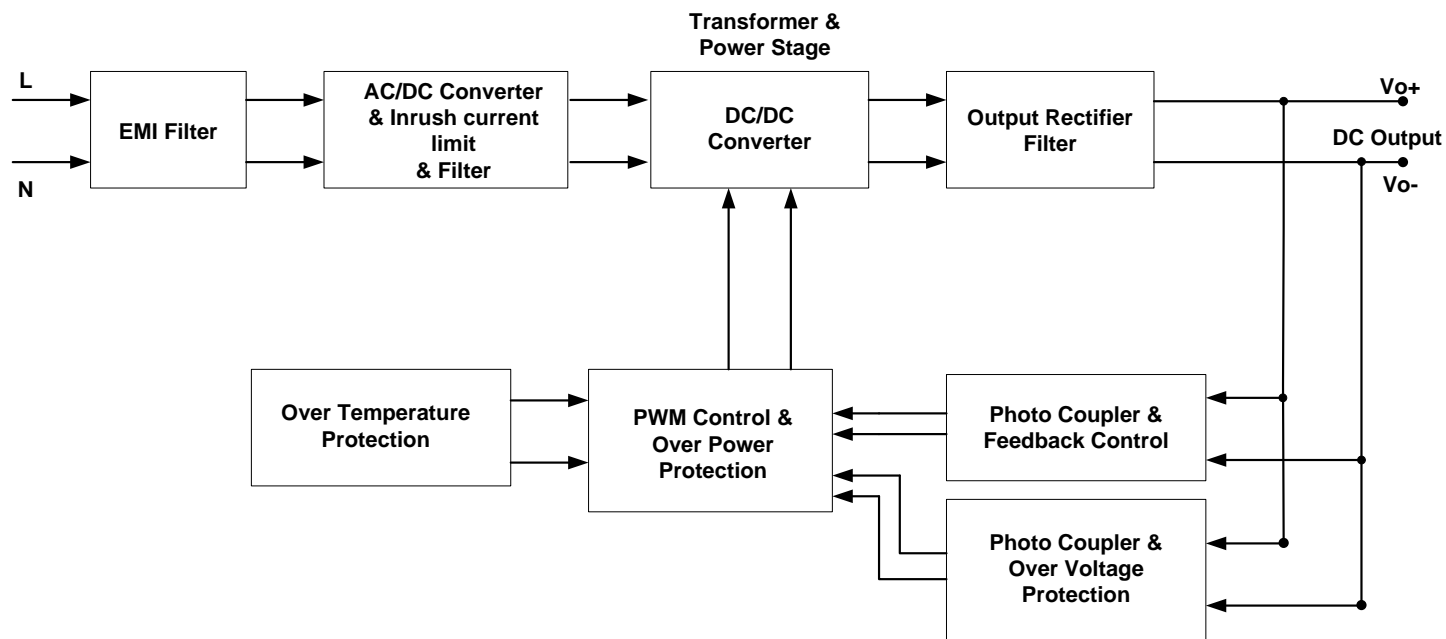 Transformer &
Power Stage
L
N
EMI Filter
AC/DC Converter
& Inrush current
limit
& Filter
DC/DC
Converter
Output Rectifier
Filter
Vo+
DC Output
Vo-
Over Temperature
Protection
PWM Control &
Over Power
Protection
Photo Coupler &
Feedback Control
Photo Coupler &
Over Voltage
Protection